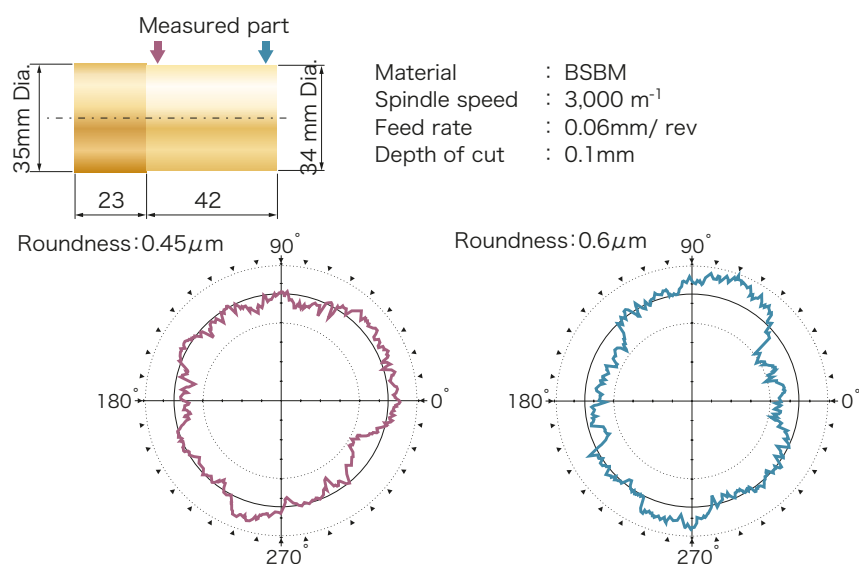 Measured part
35mm Dia.
34 mm Dia.
23
42
Material : BSBM
Spindle speed : 3,000 m⁻¹
Feed rate : 0.06mm/ rev
Depth of cut : 0.1mm
Roundness:0.45μm
90°
180°
0°
270°
Roundness:0.6μm
90°
180°
0°
270°